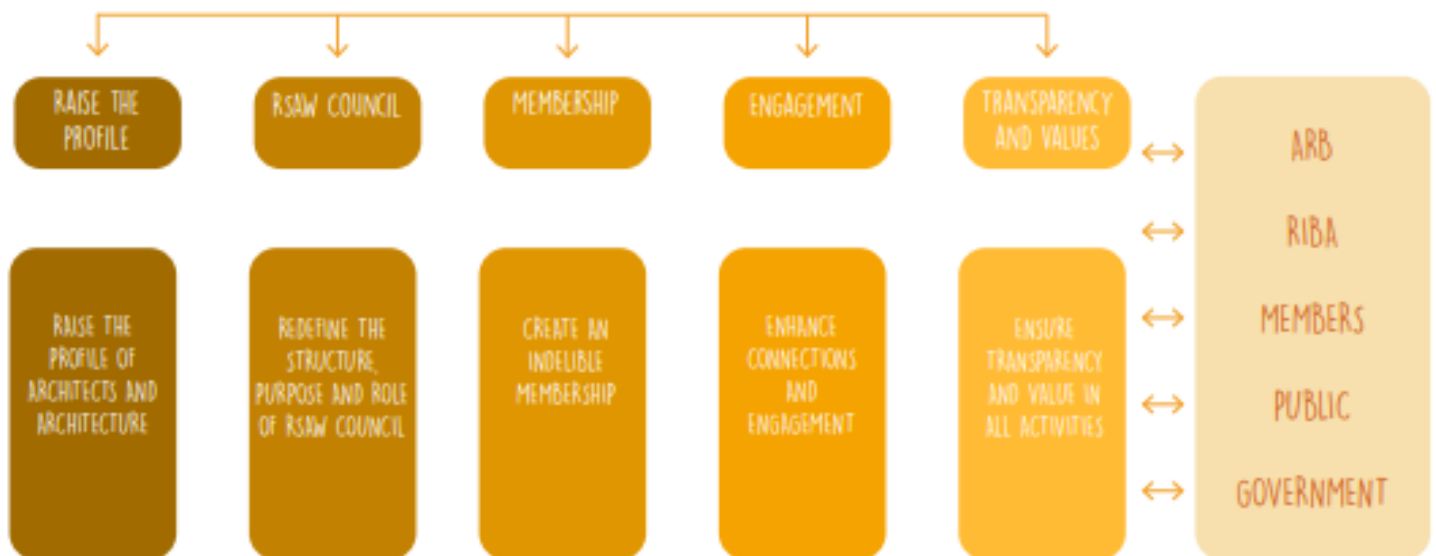 RAISE THE
PROFILE
RSAW COUNCIL
MEMBERSHIP
ENGAGEMENT
TRANSPARENCY
AND VALUES
RAISE THE
PROFILE OF
ARCHITECTS AND
ARCHITECTURE
REDEFINE THE
STRUCTURE,
PURPOSE AND ROLE
OF RSAW COUNCIL
CREATE AN
INDELIBLE
MEMBERSHIP
ENHANCE
CONNECTIONS
AND
ENGAGEMENT
ENSURE
TRANSPARENCY
AND VALUE IN
ALL ACTIVITIES
ARB
RIBA
MEMBERS
PUBLIC
GOVERNMENT